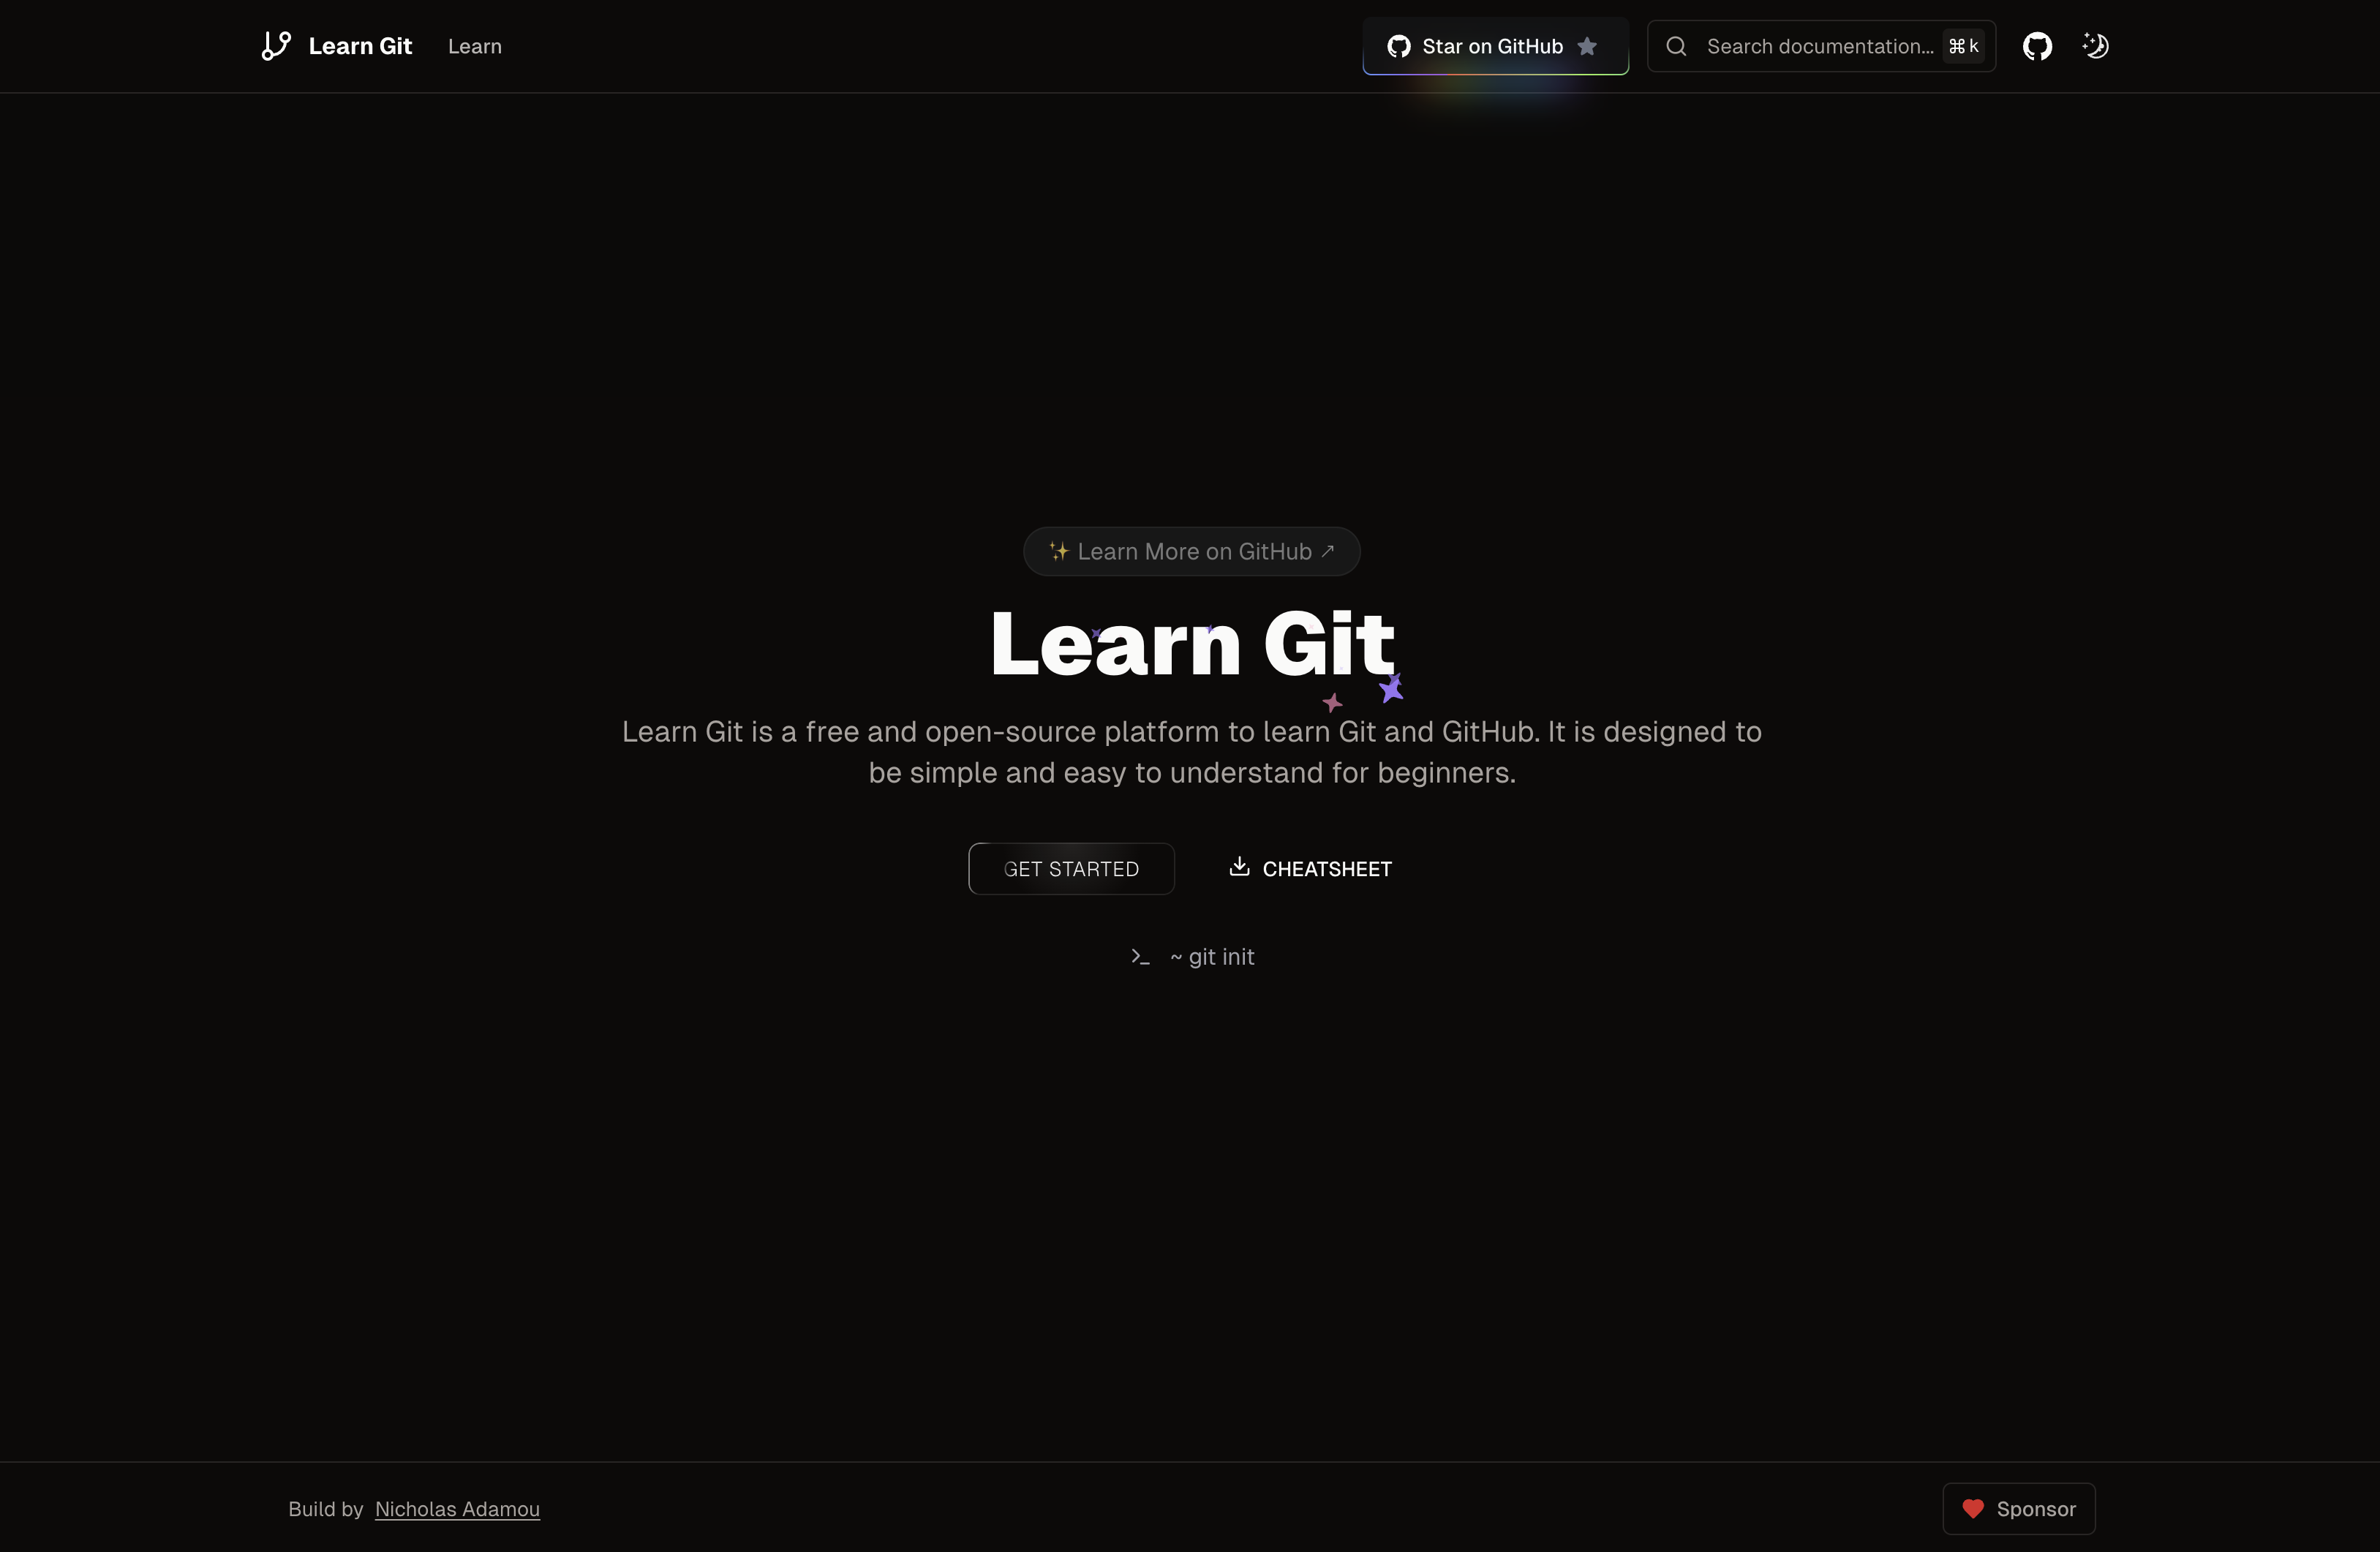 Learn Git
Learn
Star on GitHub
Search documentation...
⌘ k
✨ Learn More on GitHub ↗
Learn Git
Learn Git is a free and open-source platform to learn Git and GitHub. It is designed to
be simple and easy to understand for beginners.
GET STARTED
CHEATSHEET
~ git init
Build by Nicholas Adamou
Sponsor